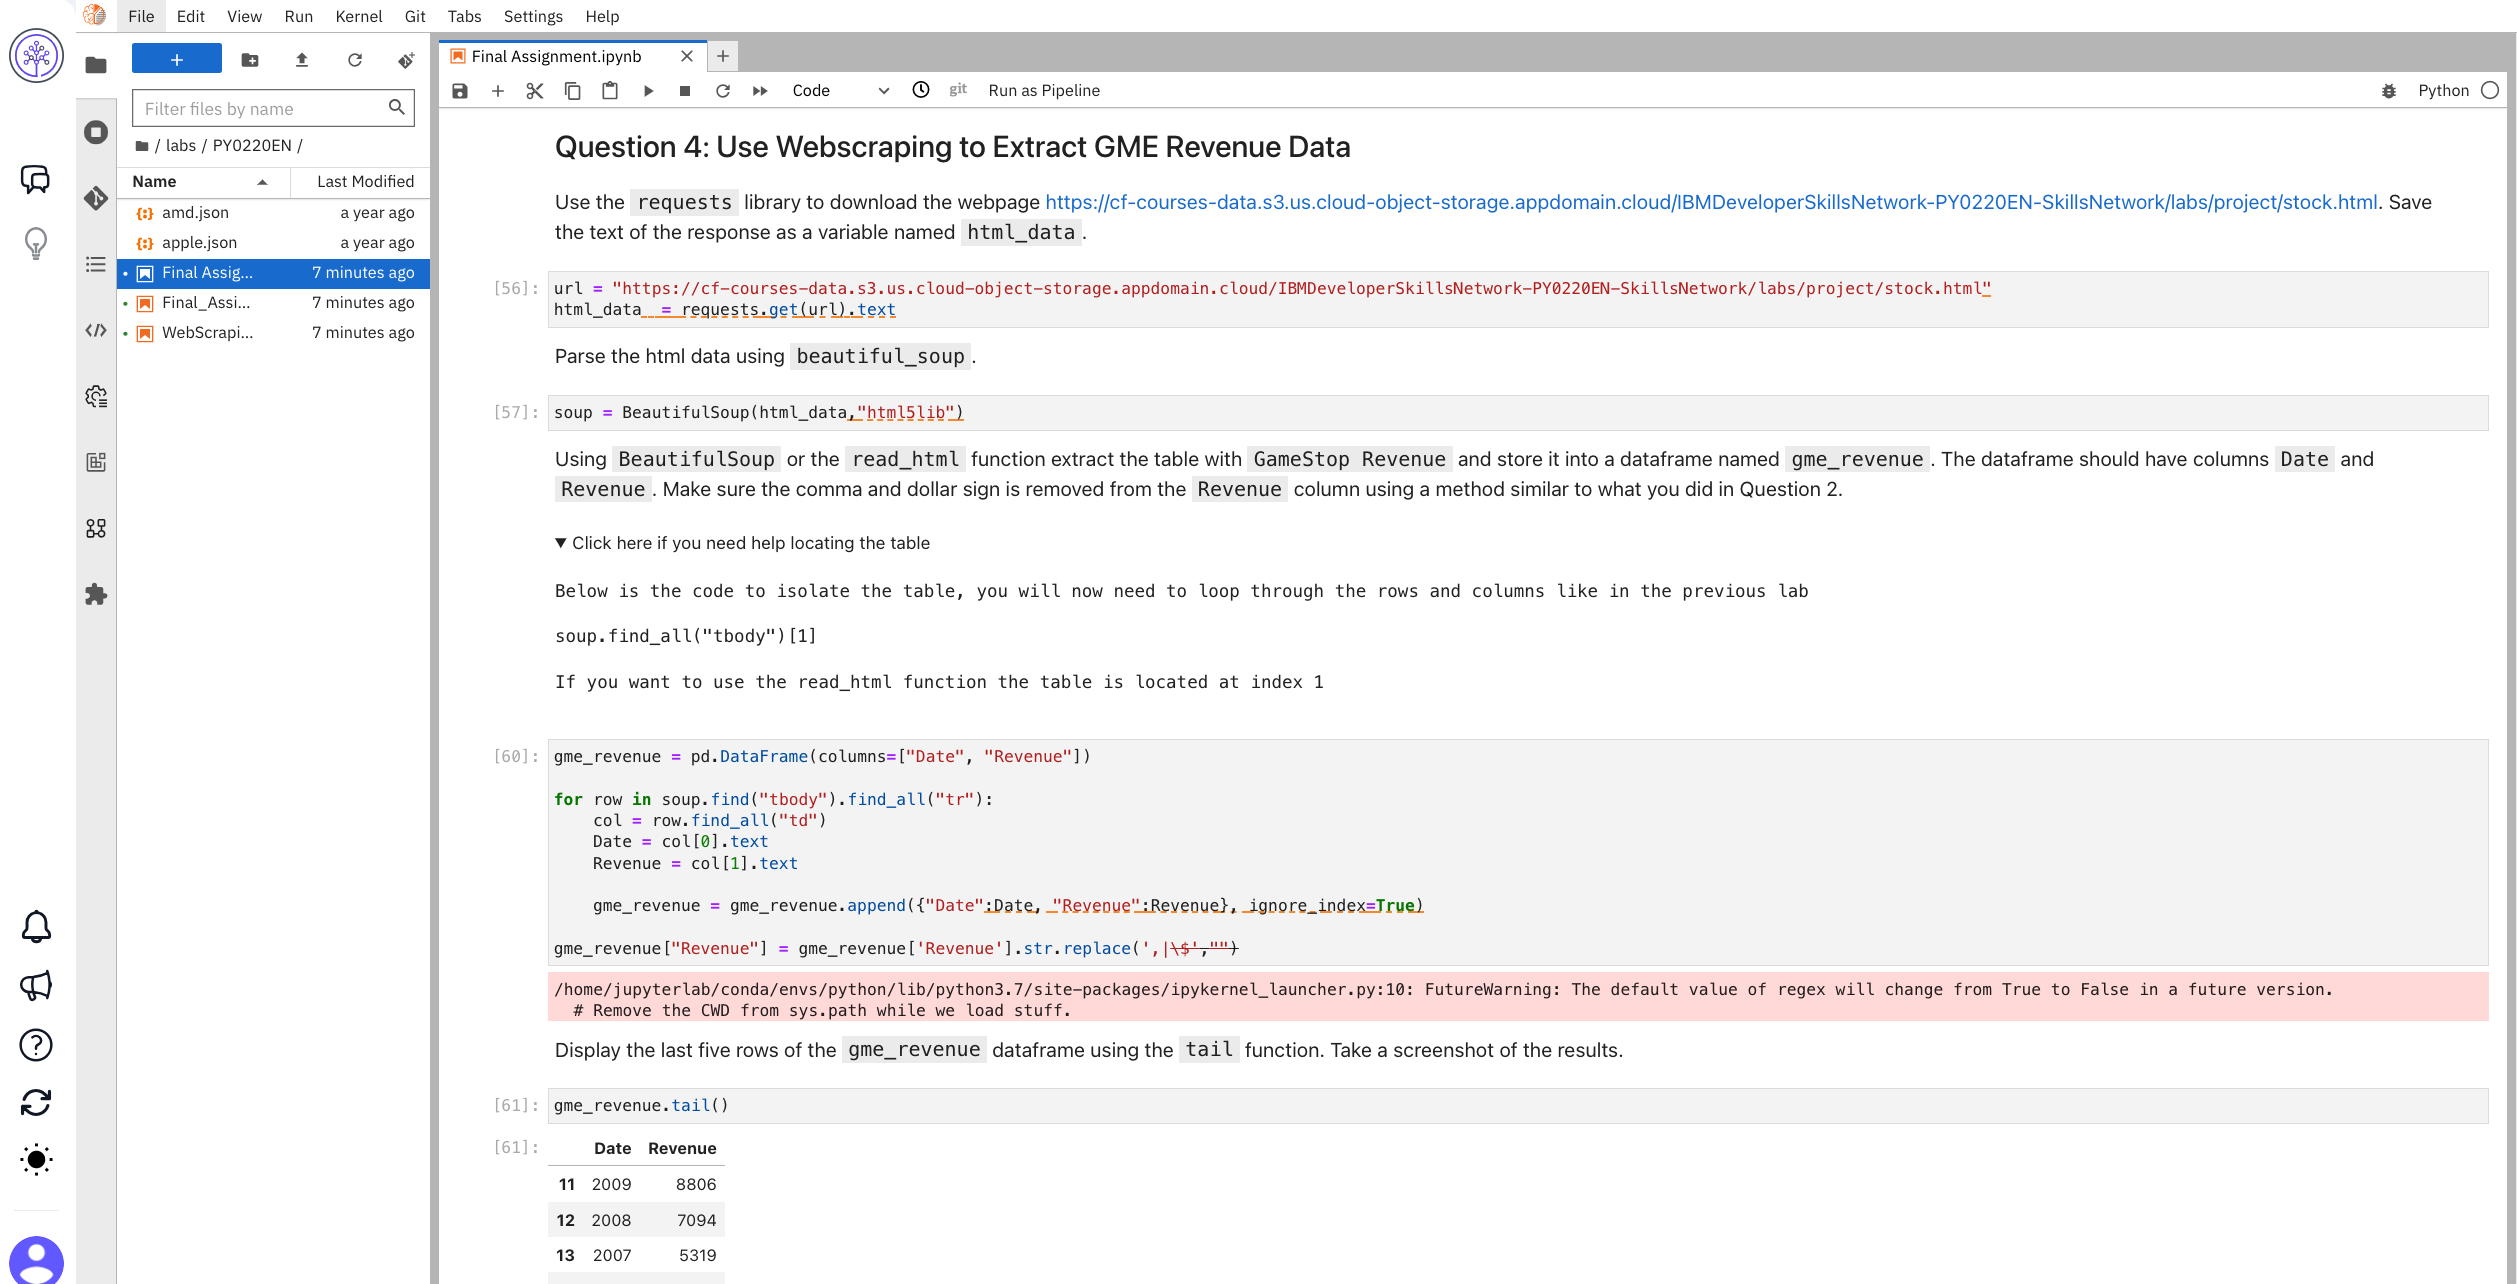 File Edit View Run Kernel Git Tabs Settings Help
Filter files by name
/ labs / PY0220EN /
Name Last Modified
amd.json a year ago
apple.json a year ago
Final Assig... 7 minutes ago
Final_Assi... 7 minutes ago
WebScrapi... 7 minutes ago
Final Assignment.ipynb
Code git Run as Pipeline Python
Question 4: Use Webscraping to Extract GME Revenue Data
Use the requests library to download the webpage https://cf-courses-data.s3.us.cloud-object-storage.appdomain.cloud/IBMDeveloperSkillsNetwork-PY0220EN-SkillsNetwork/labs/project/stock.html. Save
the text of the response as a variable named html_data .
[56]: url = "https://cf-courses-data.s3.us.cloud-object-storage.appdomain.cloud/IBMDeveloperSkillsNetwork-PY0220EN-SkillsNetwork/labs/project/stock.html"
html_data  = requests.get(url).text
Parse the html data using beautiful_soup .
[57]: soup = BeautifulSoup(html_data,"html5lib")
Using BeautifulSoup or the read_html function extract the table with GameStop Revenue and store it into a dataframe named gme_revenue . The dataframe should have columns Date and
Revenue . Make sure the comma and dollar sign is removed from the Revenue column using a method similar to what you did in Question 2.
▼ Click here if you need help locating the table
Below is the code to isolate the table, you will now need to loop through the rows and columns like in the previous lab
soup.find_all("tbody")[1]
If you want to use the read_html function the table is located at index 1
[60]: gme_revenue = pd.DataFrame(columns=["Date", "Revenue"])
for row in soup.find("tbody").find_all("tr"):
    col = row.find_all("td")
    Date = col[0].text
    Revenue = col[1].text
    gme_revenue = gme_revenue.append({"Date":Date, "Revenue":Revenue}, ignore_index=True)
gme_revenue["Revenue"] = gme_revenue['Revenue'].str.replace(',|\$',"")
/home/jupyterlab/conda/envs/python/lib/python3.7/site-packages/ipykernel_launcher.py:10: FutureWarning: The default value of regex will change from True to False in a future version.
  # Remove the CWD from sys.path while we load stuff.
Display the last five rows of the gme_revenue dataframe using the tail function. Take a screenshot of the results.
[61]: gme_revenue.tail()
[61]: Date Revenue
11 2009 8806
12 2008 7094
13 2007 5319